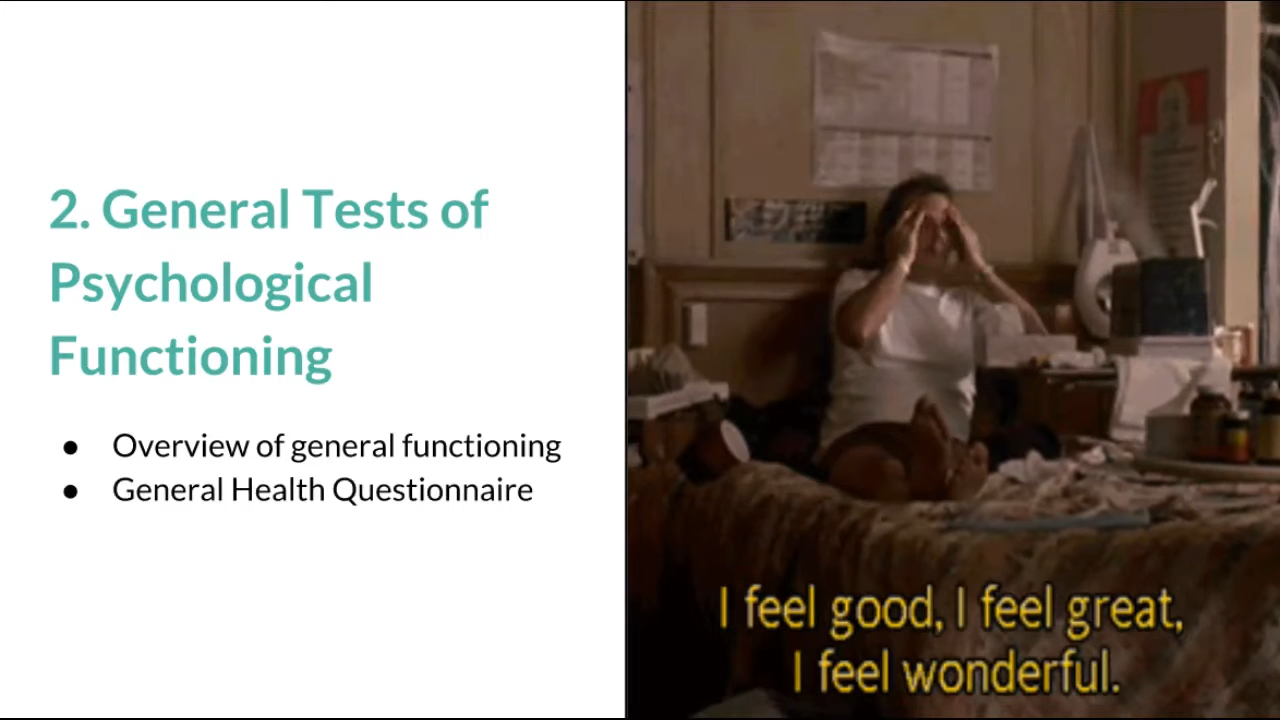 2. General Tests of
Psychological
Functioning
● Overview of general functioning
● General Health Questionnaire
I feel good, I feel great,
I feel wonderful.